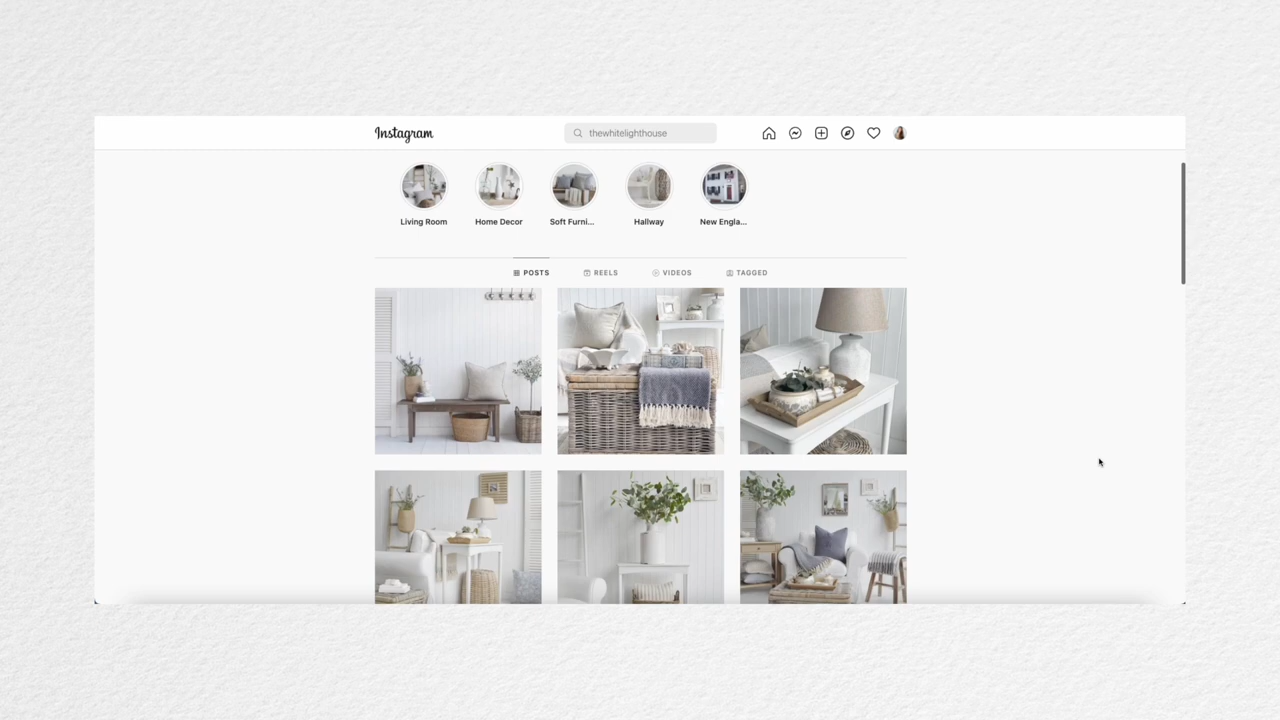 Instagram
thewhitelighthouse
Living Room
Home Decor
Soft Furni...
Hallway
New Engla...
POSTS
REELS
VIDEOS
TAGGED